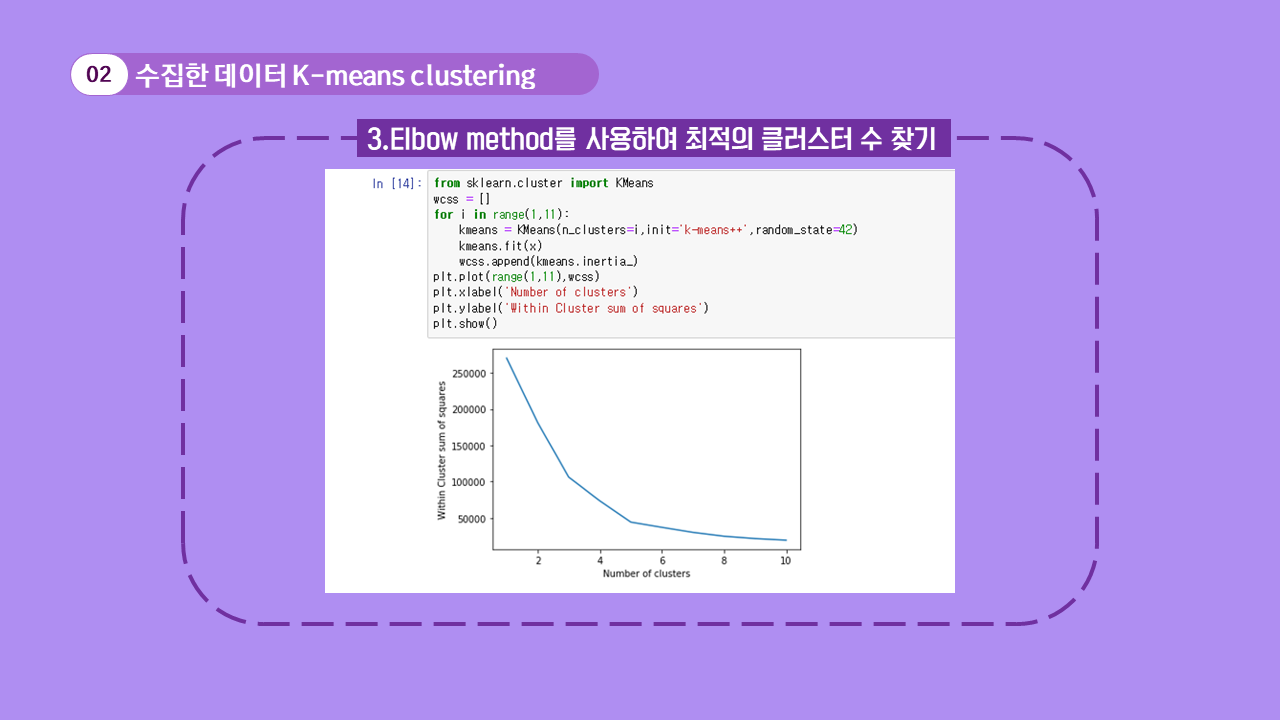 02 수집한 데이터 K-means clustering
3.Elbow method를 사용하여 최적의 클러스터 수 찾기
In [14]: from sklearn.cluster import KMeans
wcss = []
for i in range(1,11):
    kmeans = KMeans(n_clusters=i,init='k-means++',random_state=42)
    kmeans.fit(x)
    wcss.append(kmeans.inertia_)
plt.plot(range(1,11),wcss)
plt.xlabel('Number of clusters')
plt.ylabel('Within Cluster sum of squares')
plt.show()
Within Cluster sum of squares
250000
200000
150000
100000
50000
2 4 6 8 10
Number of clusters